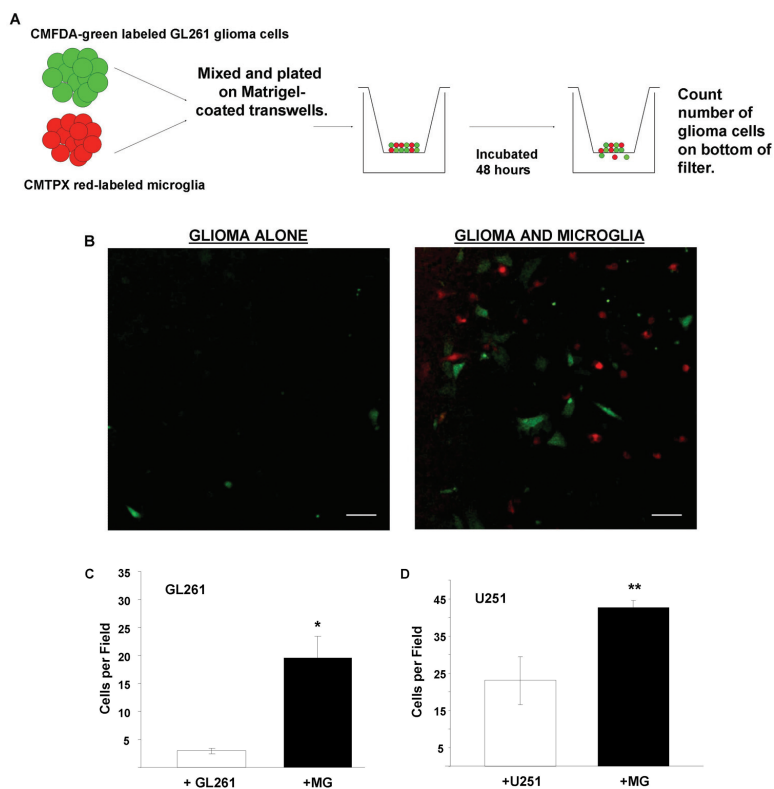 A
CMFDA-green labeled GL261 glioma cells
CMTPX red-labeled microglia
Mixed and plated
on Matrigel-
coated transwells.
Incubated
48 hours
Count
number of
glioma cells
on bottom of
filter.
B
GLIOMA ALONE
GLIOMA AND MICROGLIA
C
GL261
Cells per Field
35
30
25
20
15
10
5
*
+ GL261
+MG
D
U251
Cells per Field
45
35
25
15
5
**
+U251
+MG